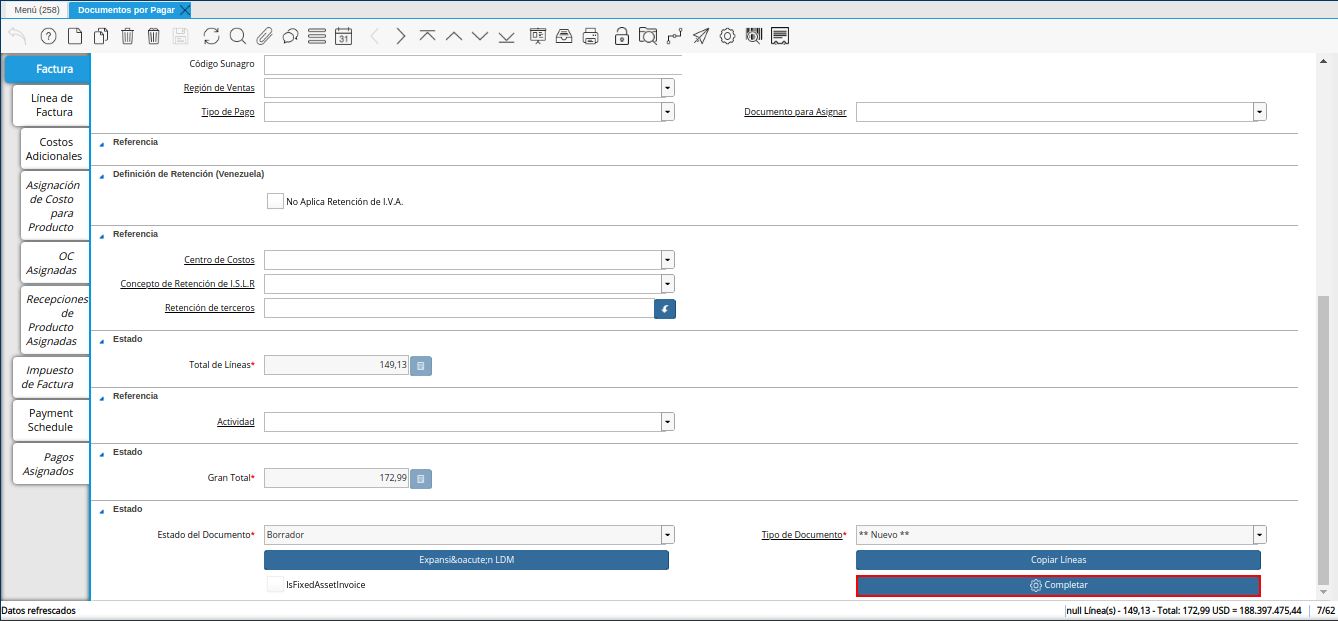 Menú (258)
Documentos por Pagar
31
Factura
Línea de
Factura
Costos
Adicionales
Asignación
de Costo
para
Producto
OC
Asignadas
Recepciones
de
Producto
Asignadas
Impuesto
de Factura
Payment
Schedule
Pagos
Asignados
Código Sunagro
Región de Ventas
Tipo de Pago
Documento para Asignar
Referencia
Definición de Retención (Venezuela)
No Aplica Retención de I.V.A.
Referencia
Centro de Costos
Concepto de Retención de I.S.L.R
Retención de terceros
Estado
Total de Líneas* 149,13
Referencia
Actividad
Estado
Gran Total* 172,99
Estado
Estado del Documento* Borrador
Tipo de Documento* ** Nuevo **
Expansi&oacute;n LDM
Copiar Líneas
IsFixedAssetInvoice
Completar
Datos refrescados
null Línea(s) - 149,13 - Total: 172,99 USD = 188.397.475,44
7/62